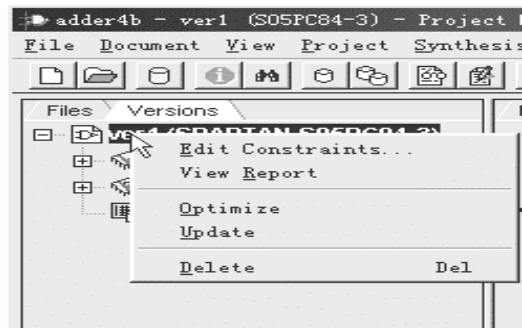 adder4b - ver1 (S05PC84-3) - Project
File Document View Project Synthesis
Files Versions
ver1 (SPARTAN S05PC84-3)
Edit Constraints...
View Report
Optimize
Update
Delete Del